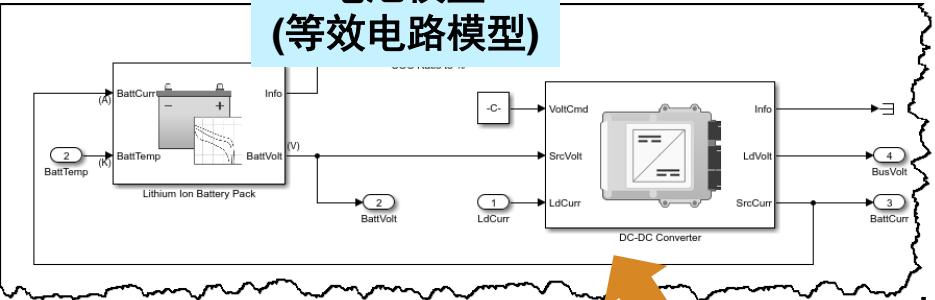 (等效电路模型)
BattCurr
Info
(A)
-C-
VoltCmd
Info
(V)
2
BattTemp
(K)
BattTemp
BattVolt
SrcVolt
LdVolt
4
BusVolt
Lithium Ion Battery Pack
2
BattVolt
1
LdCurr
LdCurr
SrcCurr
3
BattCurr
DC-DC Converter